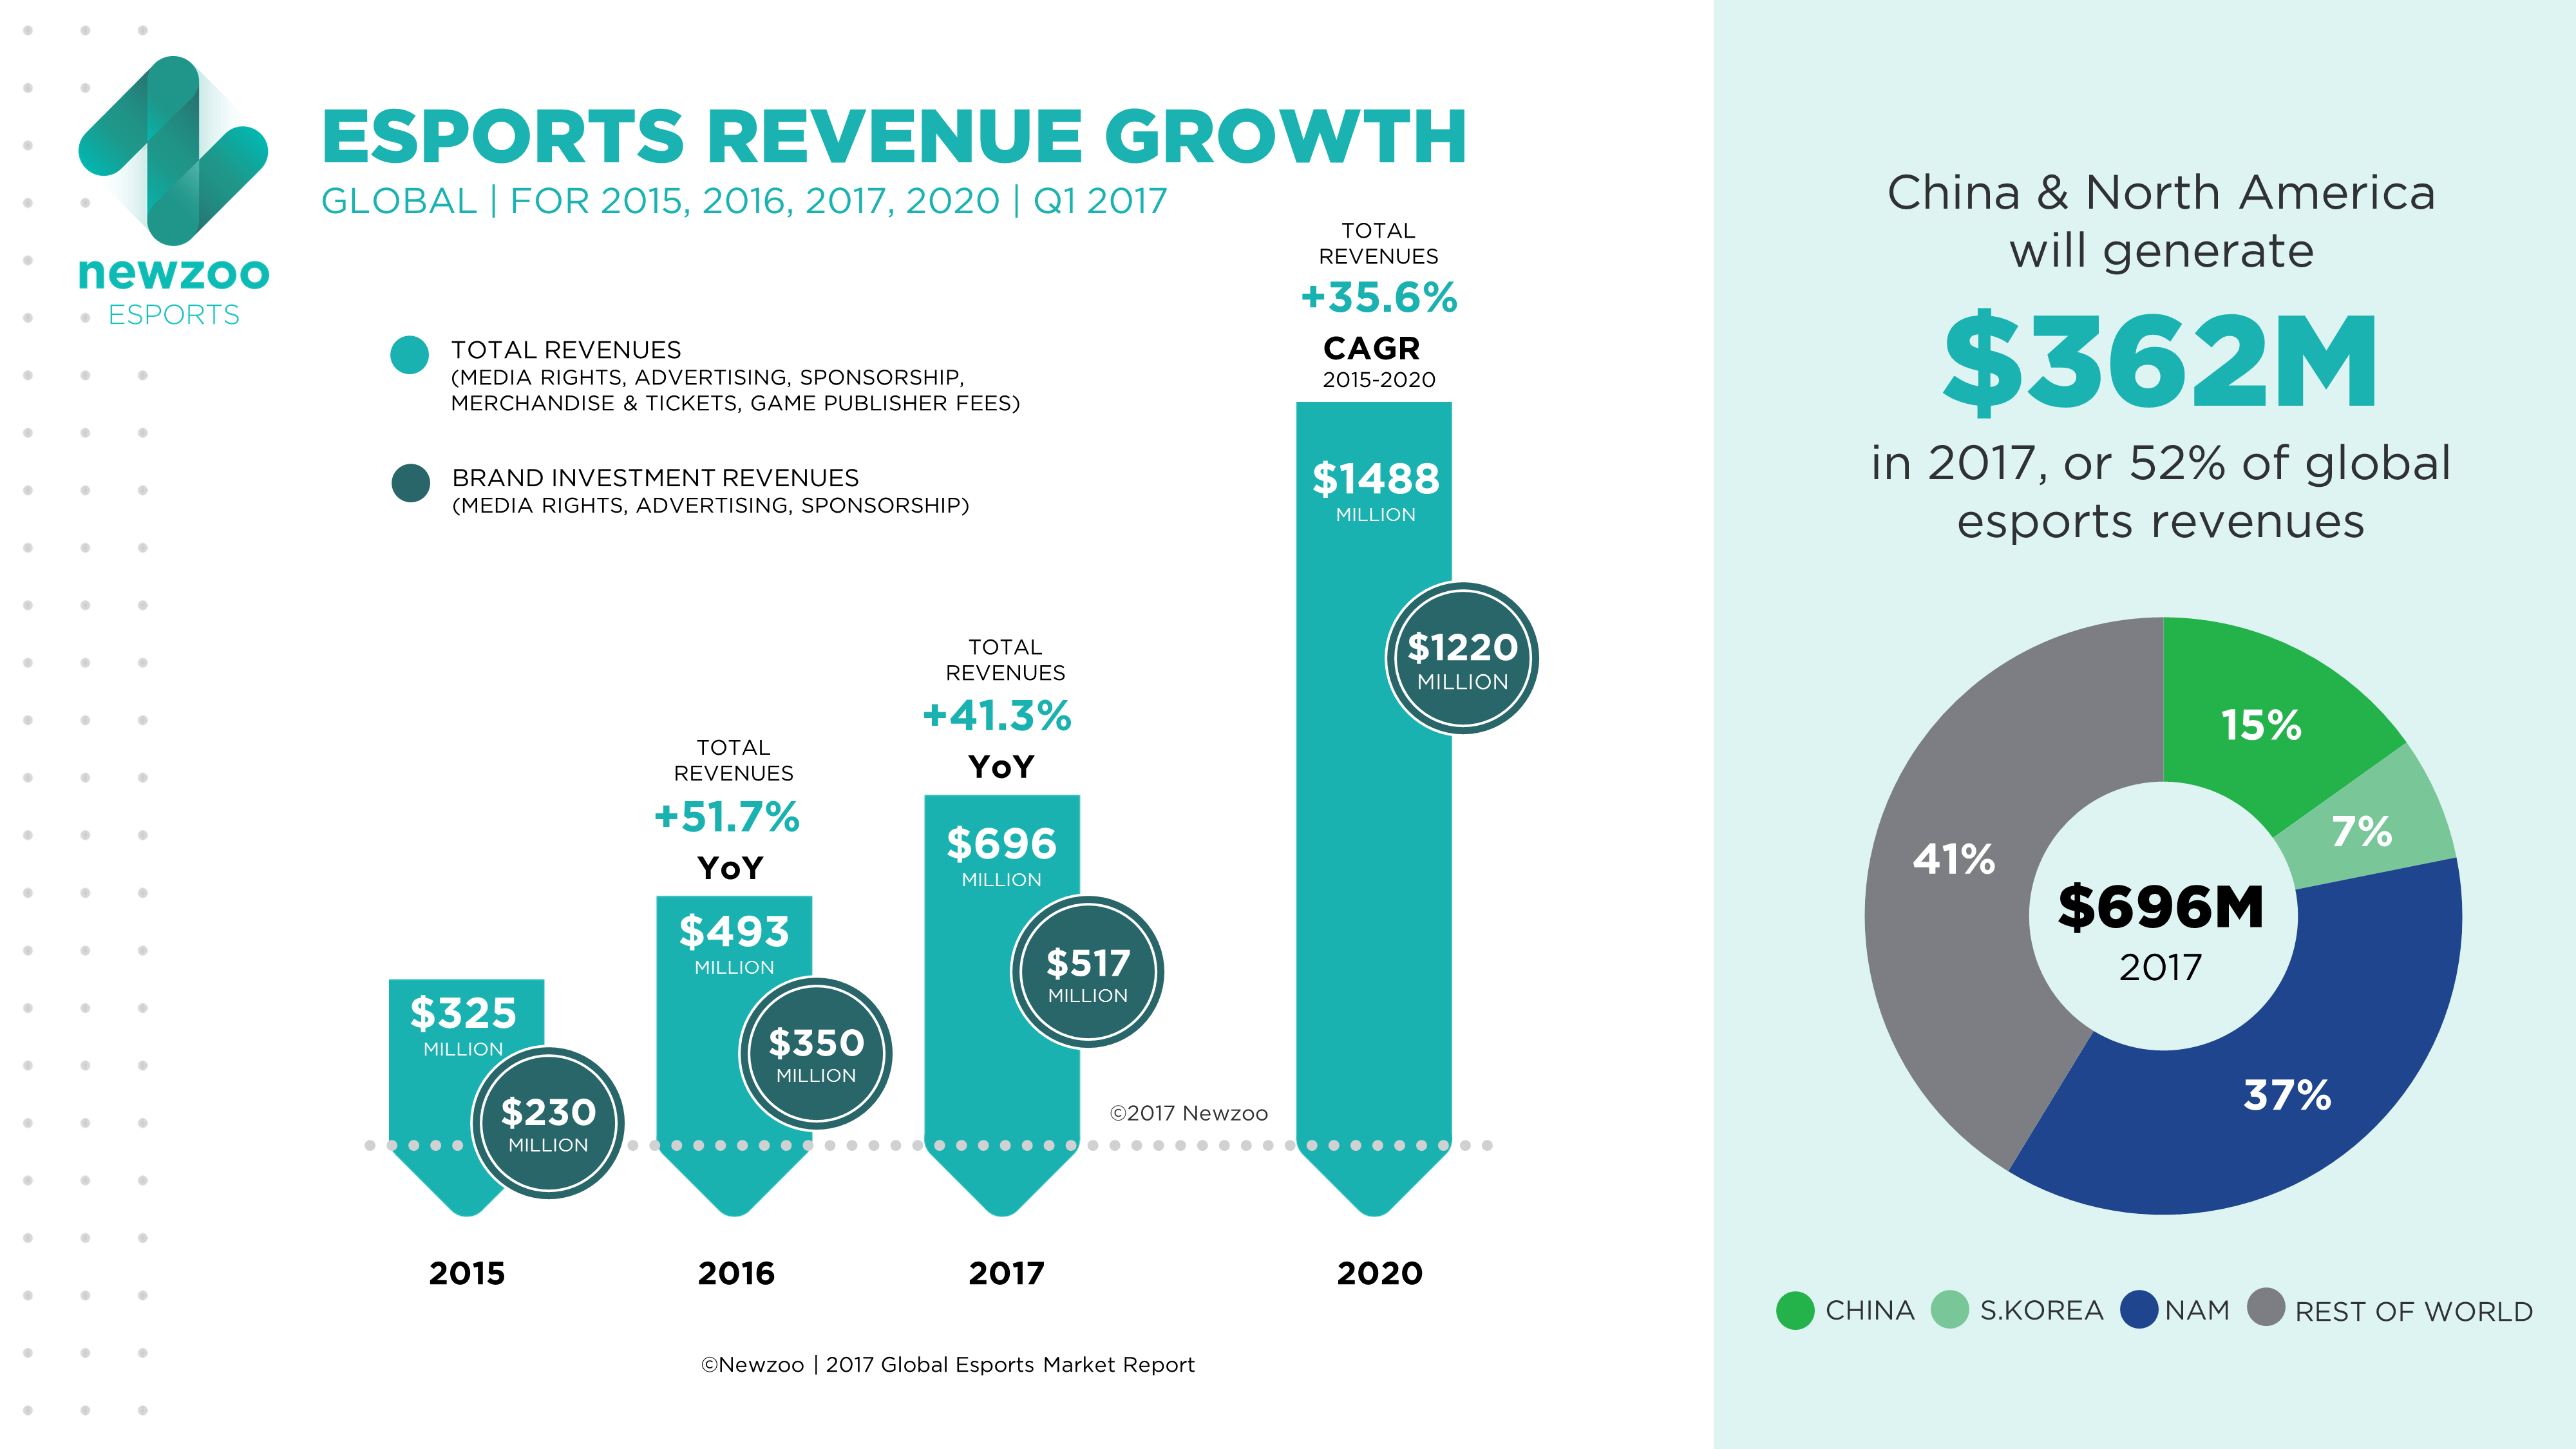 newzoo
ESPORTS
ESPORTS REVENUE GROWTH
GLOBAL | FOR 2015, 2016, 2017, 2020 | Q1 2017
TOTAL REVENUES
(MEDIA RIGHTS, ADVERTISING, SPONSORSHIP,
MERCHANDISE & TICKETS, GAME PUBLISHER FEES)
BRAND INVESTMENT REVENUES
(MEDIA RIGHTS, ADVERTISING, SPONSORSHIP)
$325
MILLION
$230
MILLION
2015
TOTAL
REVENUES
+51.7%
YoY
$493
MILLION
$350
MILLION
2016
TOTAL
REVENUES
+41.3%
YoY
$696
MILLION
$517
MILLION
2017
TOTAL
REVENUES
+35.6%
CAGR
2015-2020
$1488
MILLION
$1220
MILLION
2020
©2017 Newzoo
©Newzoo | 2017 Global Esports Market Report
China & North America
will generate
$362M
in 2017, or 52% of global
esports revenues
15%
7%
41%
37%
$696M
2017
CHINA
S.KOREA
NAM
REST OF WORLD